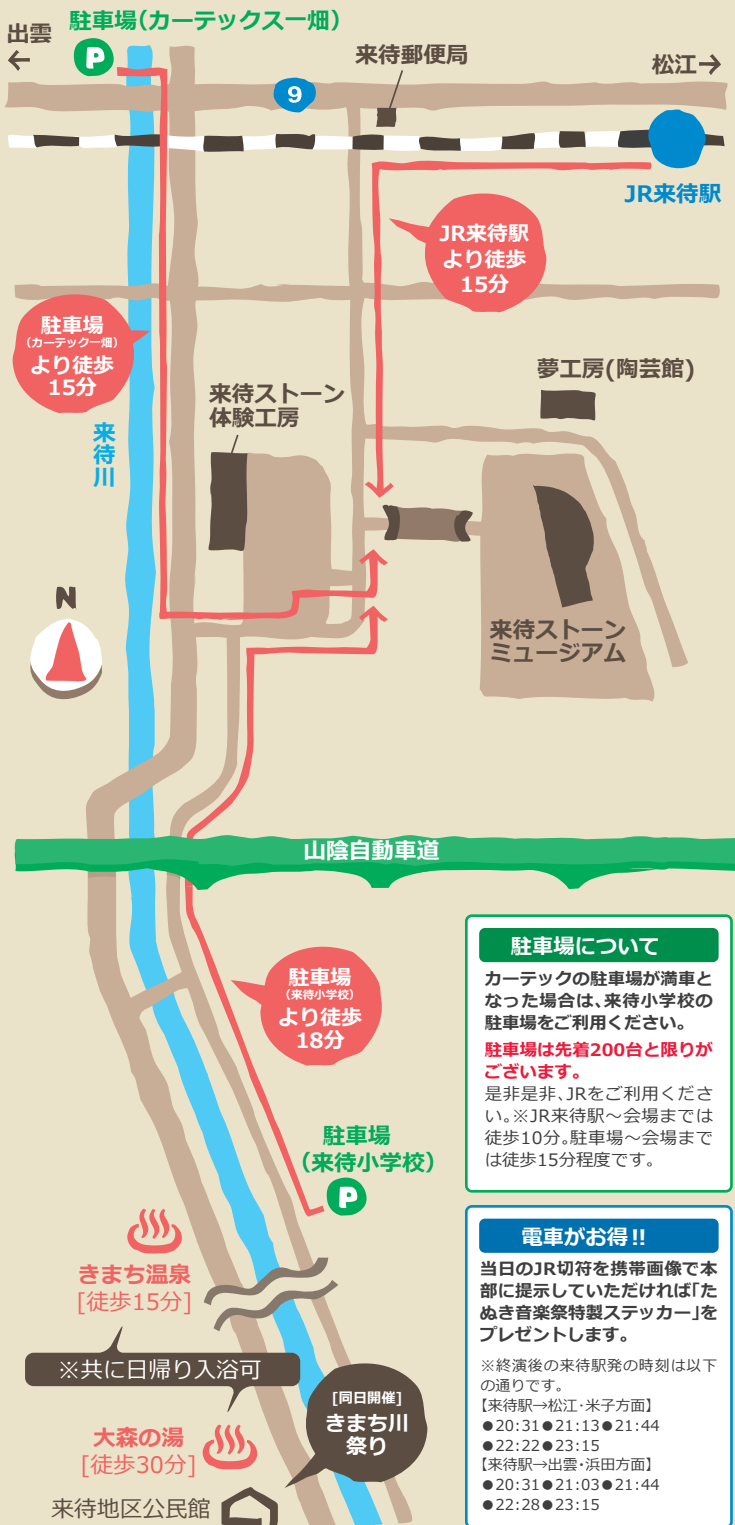 駐車場(カーテックス一畑)
出雲
←
P
来待郵便局
松江→
9
JR来待駅
JR来待駅
より徒歩
15分
駐車場
(カーテック一畑)
より徒歩
15分
来待川
来待ストーン
体験工房
夢工房(陶芸館)
N
来待ストーン
ミュージアム
山陰自動車道
駐車場
(来待小学校)
より徒歩
18分
駐車場
(来待小学校)
P
きまち温泉
[徒歩15分]
※共に日帰り入浴可
大森の湯
[徒歩30分]
[同日開催]
きまち川
祭り
来待地区公民館
駐車場について
カーテックの駐車場が満車と
なった場合は、来待小学校の
駐車場をご利用ください。
駐車場は先着200台と限りが
ございます。
是非是非、JRをご利用くださ
い。※JR来待駅〜会場までは
徒歩10分。駐車場〜会場まで
は徒歩15分程度です。
電車がお得!!
当日のJR切符を携帯画像で本
部に提示していただければ「た
ぬき音楽祭特製ステッカー」を
プレゼントします。
※終演後の来待駅発の時刻は以下
の通りです。
【来待駅→松江・米子方面】
●20:31●21:13●21:44
●22:22●23:15
【来待駅→出雲・浜田方面】
●20:31●21:03●21:44
●22:28●23:15